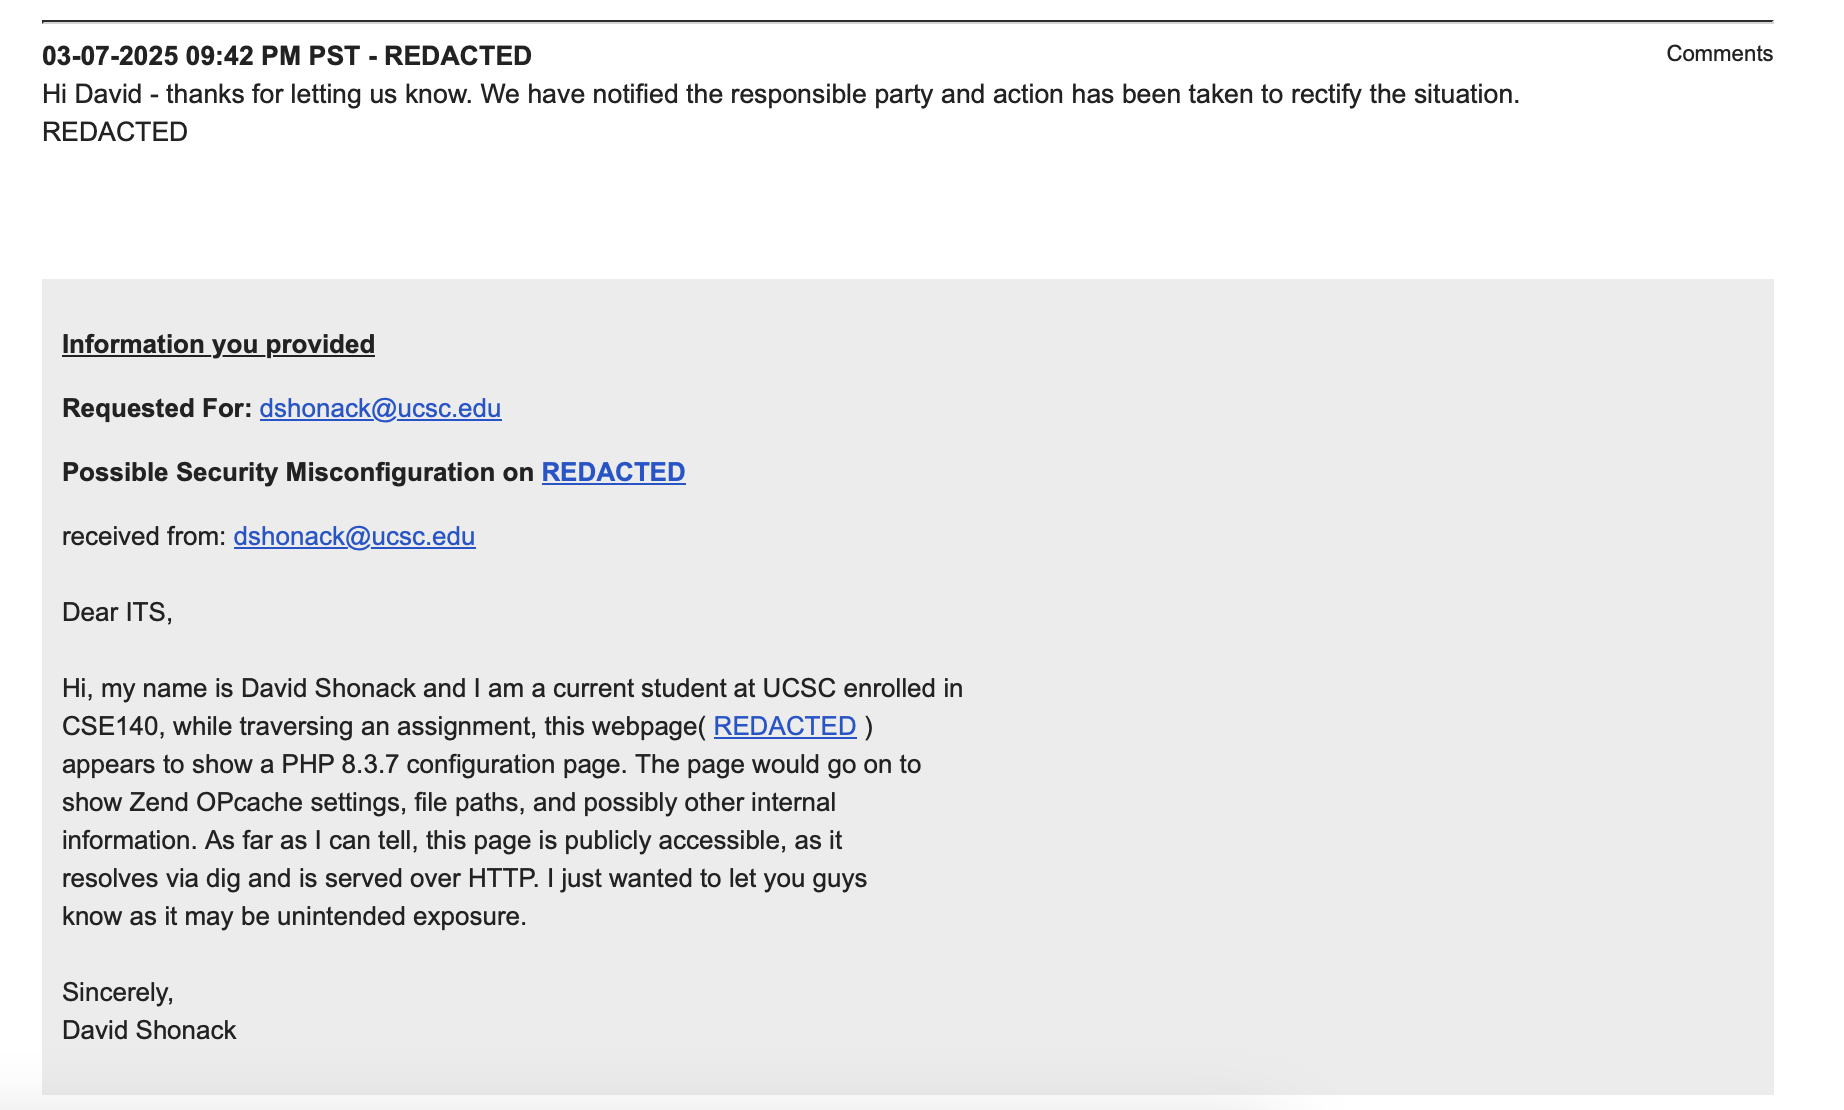 03-07-2025 09:42 PM PST - REDACTED
Comments
Hi David - thanks for letting us know. We have notified the responsible party and action has been taken to rectify the situation.
REDACTED
Information you provided
Requested For: dshonack@ucsc.edu
Possible Security Misconfiguration on REDACTED
received from: dshonack@ucsc.edu
Dear ITS,
Hi, my name is David Shonack and I am a current student at UCSC enrolled in
CSE140, while traversing an assignment, this webpage( REDACTED )
appears to show a PHP 8.3.7 configuration page. The page would go on to
show Zend OPcache settings, file paths, and possibly other internal
information. As far as I can tell, this page is publicly accessible, as it
resolves via dig and is served over HTTP. I just wanted to let you guys
know as it may be unintended exposure.
Sincerely,
David Shonack